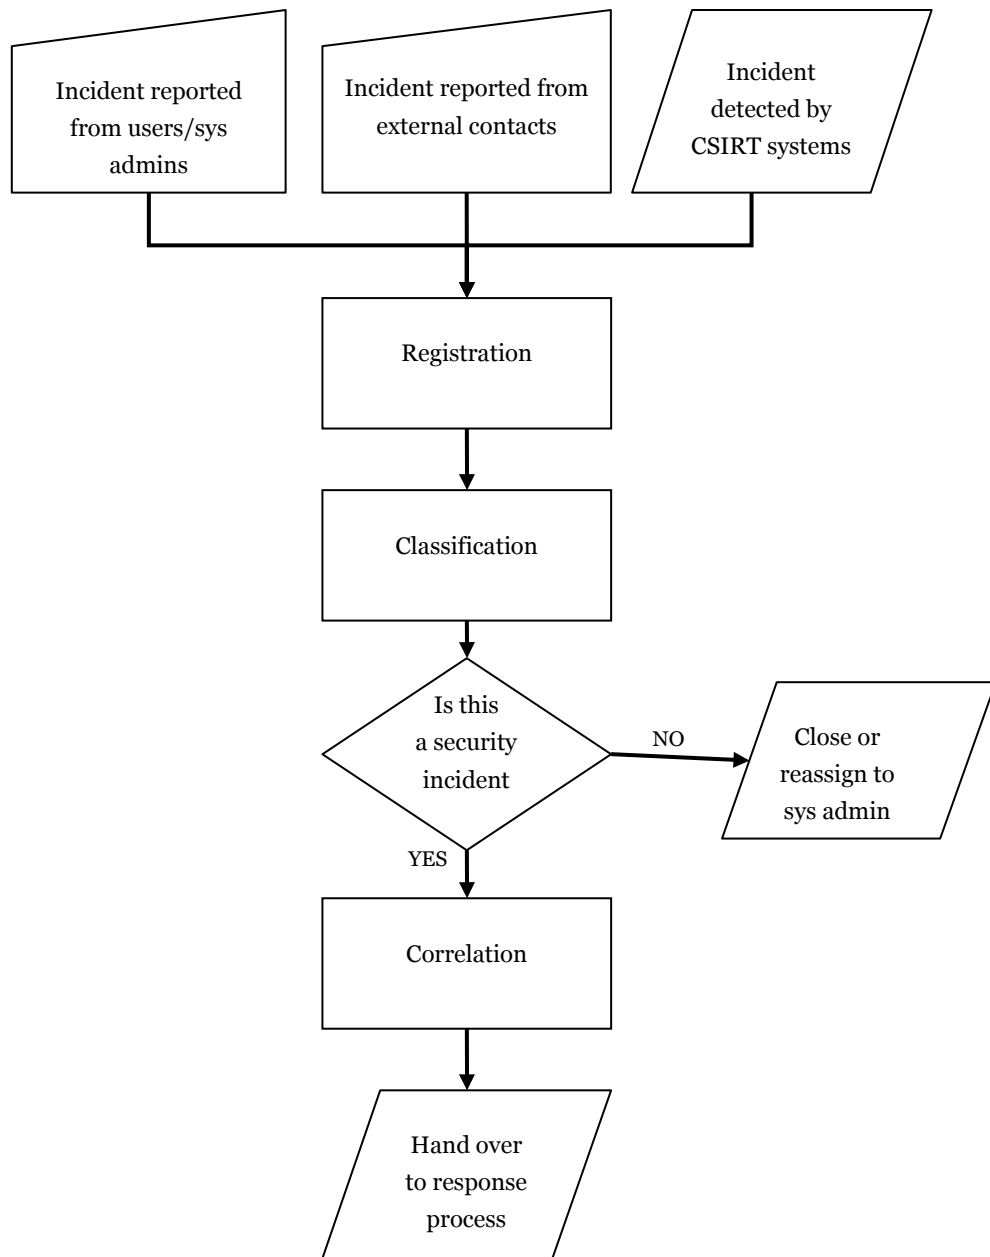 Incident reported
from users/sys
admins
Incident reported from
external contacts
Incident
detected by
CSIRT systems
Registration
Classification
Is this
a security
incident
NO
Close or
reassign to
sys admin
YES
Correlation
Hand over
to response
process